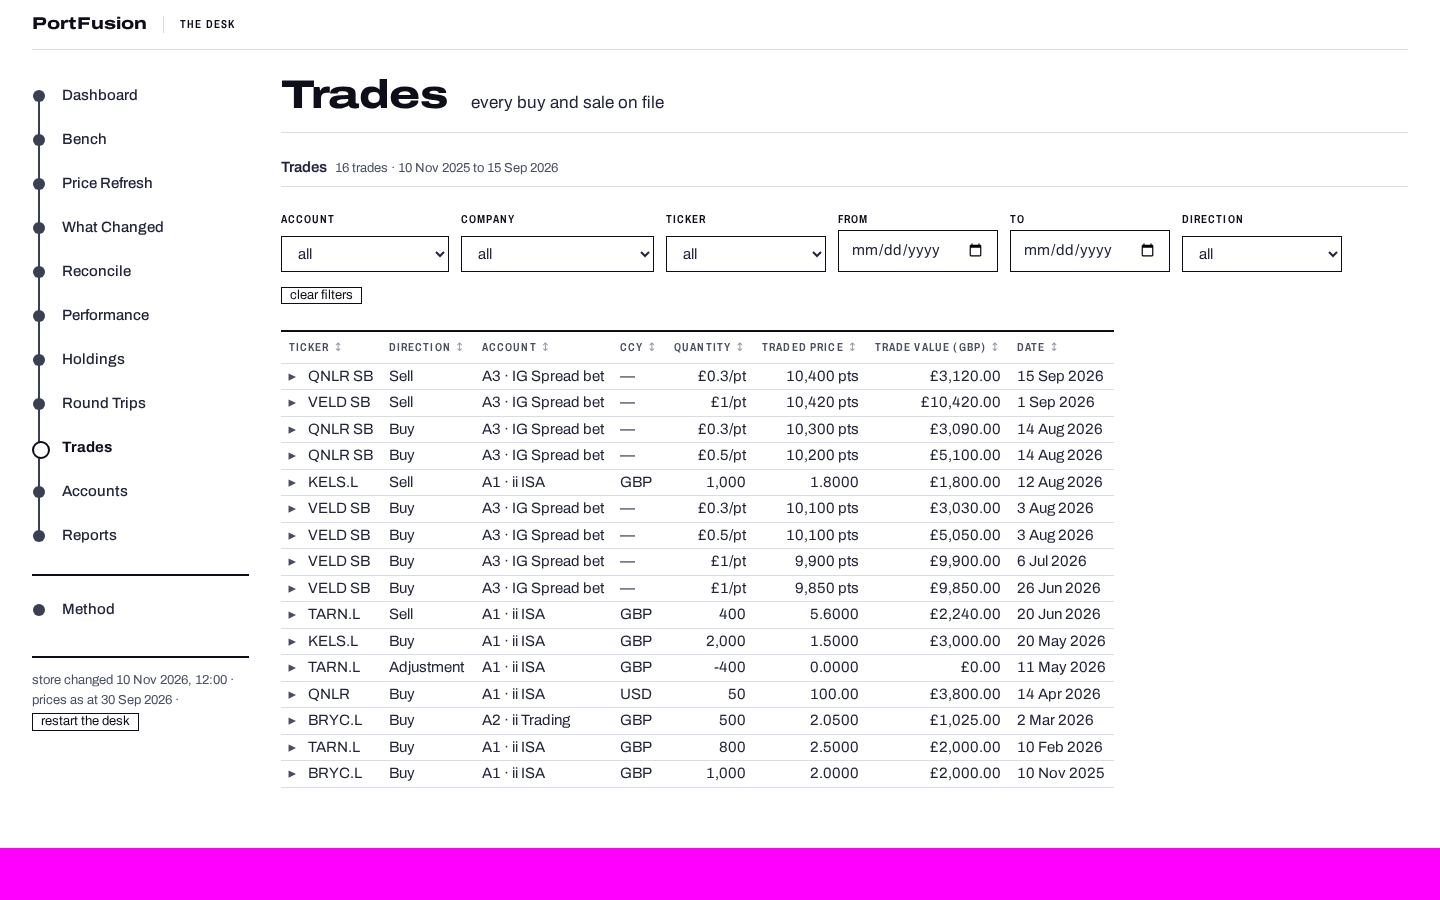 PortFusion THE DESK
Dashboard
Bench
Price Refresh
What Changed
Reconcile
Performance
Holdings
Round Trips
Trades
Accounts
Reports
Method
store changed 10 Nov 2026, 12:00 ·
prices as at 30 Sep 2026 ·
restart the desk
Trades every buy and sale on file
Trades 16 trades · 10 Nov 2025 to 15 Sep 2026
ACCOUNT COMPANY TICKER FROM TO DIRECTION
all all all mm/dd/yyyy mm/dd/yyyy all
clear filters
TICKER ↕ DIRECTION ↕ ACCOUNT ↕ CCY ↕ QUANTITY ↕ TRADED PRICE ↕ TRADE VALUE (GBP) ↕ DATE ↕
▸ QNLR SB Sell A3 · IG Spread bet — £0.3/pt 10,400 pts £3,120.00 15 Sep 2026
▸ VELD SB Sell A3 · IG Spread bet — £1/pt 10,420 pts £10,420.00 1 Sep 2026
▸ QNLR SB Buy A3 · IG Spread bet — £0.3/pt 10,300 pts £3,090.00 14 Aug 2026
▸ QNLR SB Buy A3 · IG Spread bet — £0.5/pt 10,200 pts £5,100.00 14 Aug 2026
▸ KELS.L Sell A1 · ii ISA GBP 1,000 1.8000 £1,800.00 12 Aug 2026
▸ VELD SB Buy A3 · IG Spread bet — £0.3/pt 10,100 pts £3,030.00 3 Aug 2026
▸ VELD SB Buy A3 · IG Spread bet — £0.5/pt 10,100 pts £5,050.00 3 Aug 2026
▸ VELD SB Buy A3 · IG Spread bet — £1/pt 9,900 pts £9,900.00 6 Jul 2026
▸ VELD SB Buy A3 · IG Spread bet — £1/pt 9,850 pts £9,850.00 26 Jun 2026
▸ TARN.L Sell A1 · ii ISA GBP 400 5.6000 £2,240.00 20 Jun 2026
▸ KELS.L Buy A1 · ii ISA GBP 2,000 1.5000 £3,000.00 20 May 2026
▸ TARN.L Adjustment A1 · ii ISA GBP -400 0.0000 £0.00 11 May 2026
▸ QNLR Buy A1 · ii ISA USD 50 100.00 £3,800.00 14 Apr 2026
▸ BRYC.L Buy A2 · ii Trading GBP 500 2.0500 £1,025.00 2 Mar 2026
▸ TARN.L Buy A1 · ii ISA GBP 800 2.5000 £2,000.00 10 Feb 2026
▸ BRYC.L Buy A1 · ii ISA GBP 1,000 2.0000 £2,000.00 10 Nov 2025